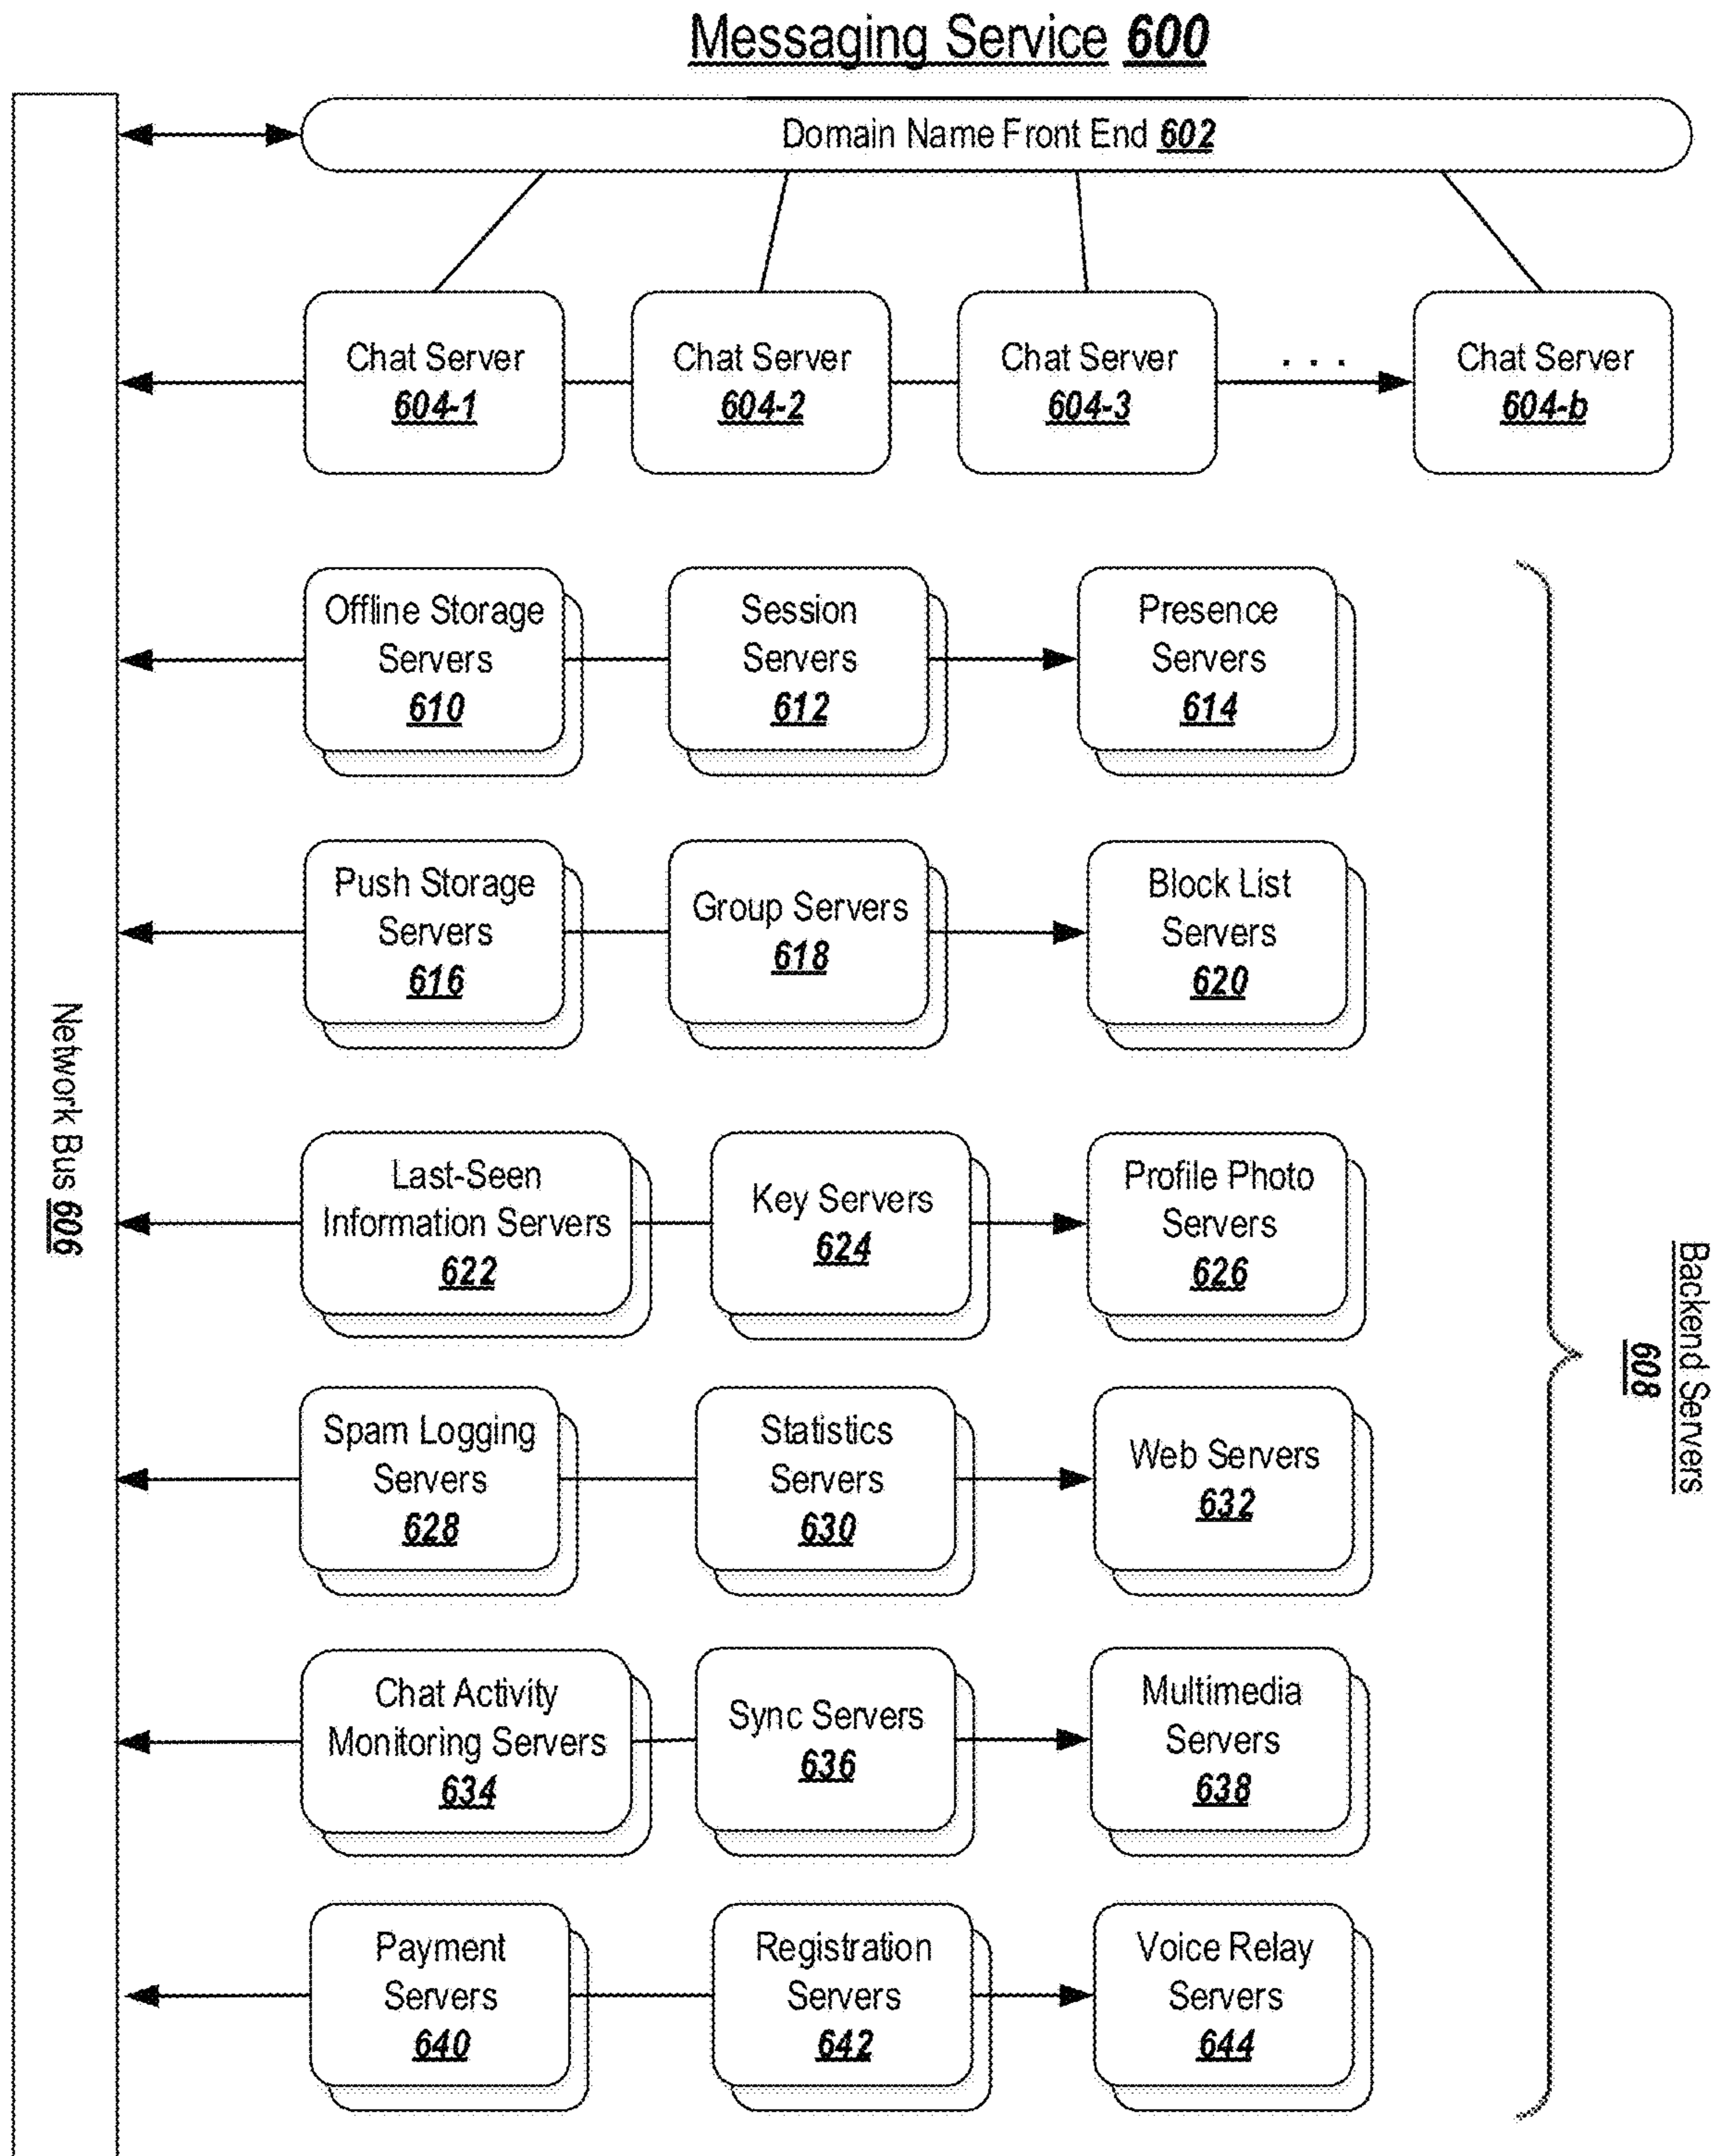 Messaging Service 600
Domain Name Front End 602
Chat Server
604-1
Chat Server
604-2
Chat Server
604-3
. . .
Chat Server
604-b
Offline Storage
Servers
610
Session
Servers
612
Presence
Servers
614
Push Storage
Servers
616
Group Servers
618
Block List
Servers
620
Network Bus 606
Last-Seen
Information Servers
622
Key Servers
624
Profile Photo
Servers
626
Backend Servers
608
Spam Logging
Servers
628
Statistics
Servers
630
Web Servers
632
Chat Activity
Monitoring Servers
634
Sync Servers
636
Multimedia
Servers
638
Payment
Servers
640
Registration
Servers
642
Voice Relay
Servers
644